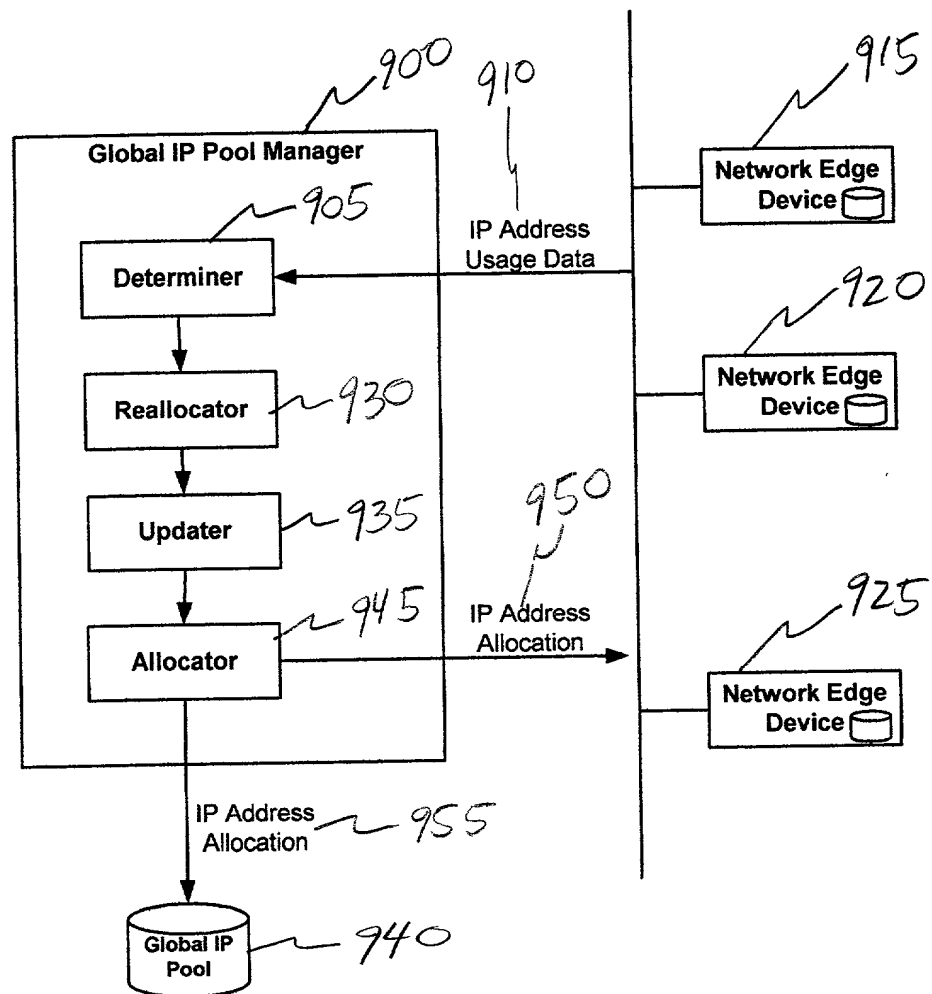 900
910
915
Global IP Pool Manager
Network Edge
Device
905
IP Address
Usage Data
Determiner
920
Network Edge
Device
Reallocator
930
950
Updater
935
925
945
IP Address
Allocation
Allocator
Network Edge
Device
IP Address
Allocation
955
Global IP
Pool
940